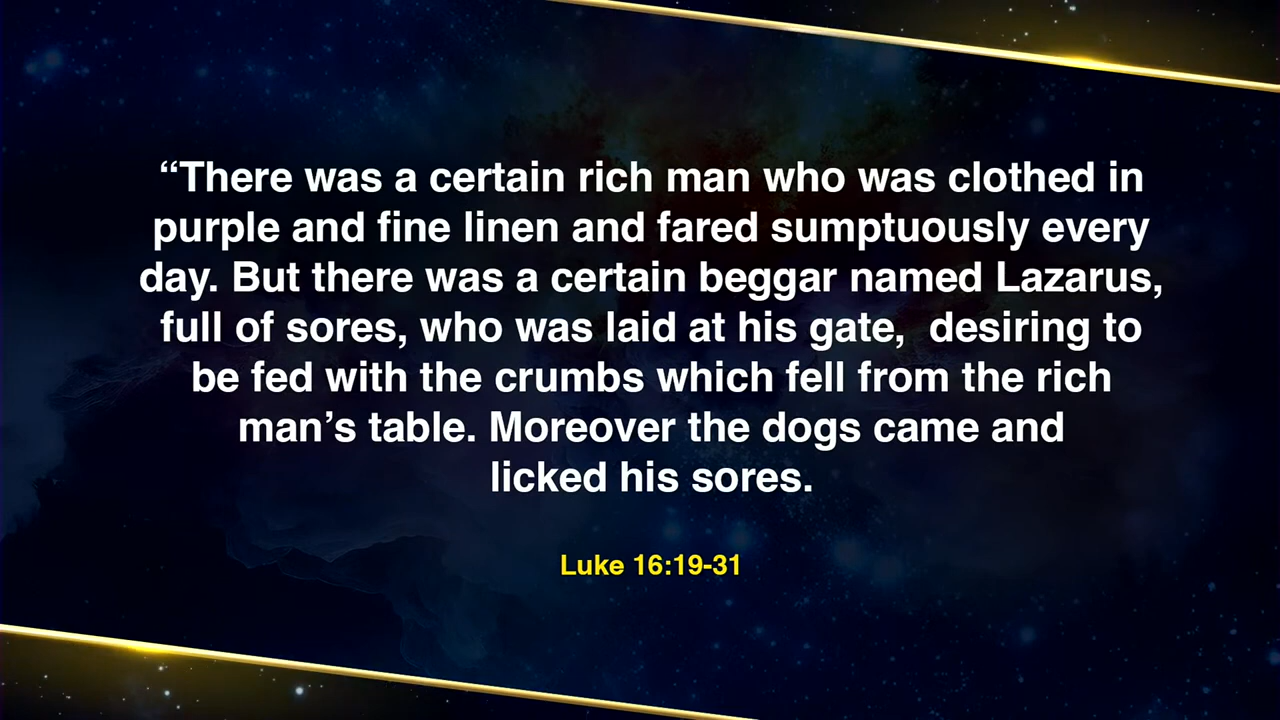 “There was a certain rich man who was clothed in
purple and fine linen and fared sumptuously every
day. But there was a certain beggar named Lazarus,
full of sores, who was laid at his gate,  desiring to
be fed with the crumbs which fell from the rich
man’s table. Moreover the dogs came and
licked his sores.
Luke 16:19-31